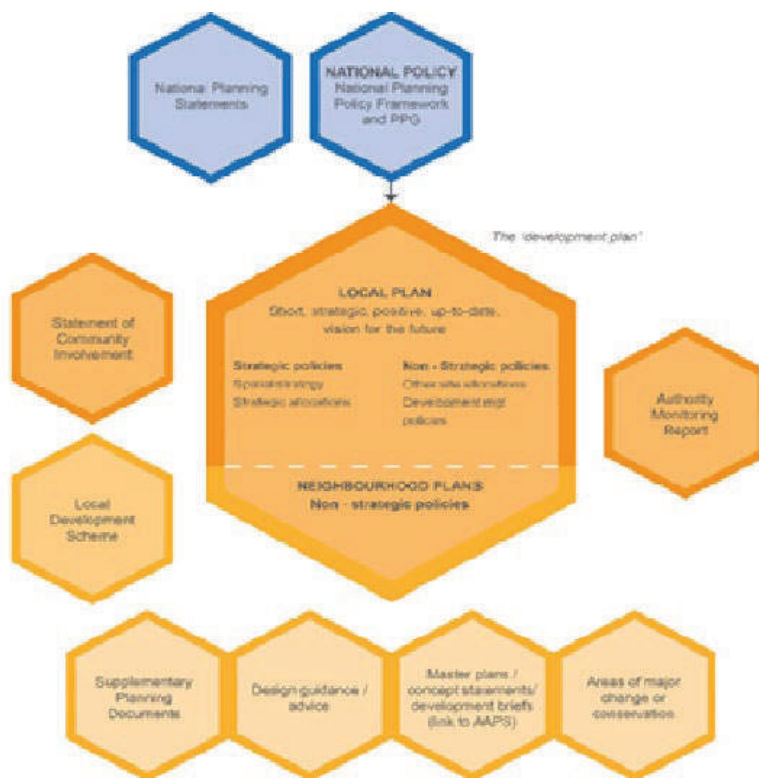 National Planning
Statements
NATIONAL POLICY
National Planning
Policy Framework
and PPG
The 'development plan'
LOCAL PLAN
Short, strategic, positive, up-to-date,
vision for the future
Strategic policies
Spatial strategy
Strategic allocations
Non - Strategic policies
Other site allocations
Development mgt
policies
NEIGHBOURHOOD PLANS
Non - strategic policies
Statement of
Community
Involvement
Local
Development
Scheme
Authority
Monitoring
Report
Supplementary
Planning
Documents
Design guidance /
advice
Master plans /
concept statements/
development briefs
(link to AAPS)
Areas of major
change or
conservation